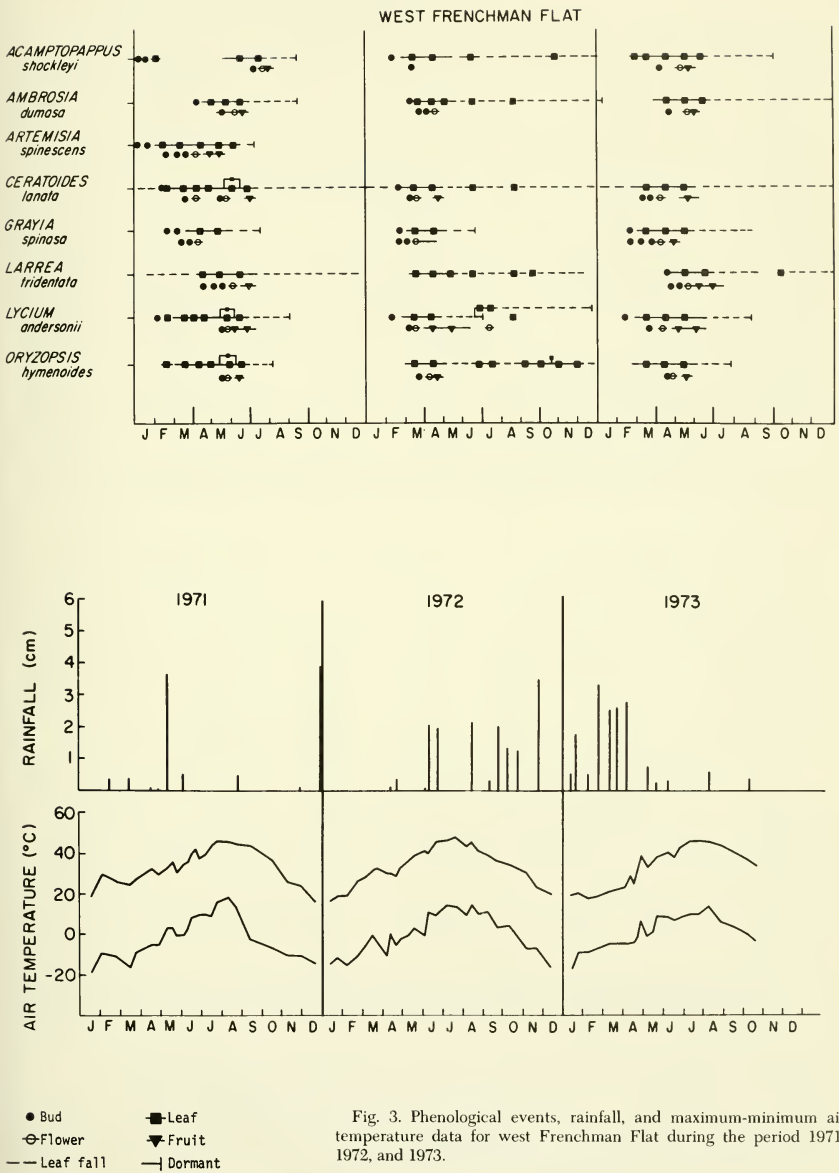 WEST FRENCHMAN FLAT
ACAMPTOPAPPUS
shockleyi
AMBROSIA
dumosa
ARTEMISIA
spinescens
CERATOIDES
lanata
GRAYIA
spinosa
LARREA
tridentata
LYCIUM
andersonii
ORYZOPSIS
hymenoides
J F M A M J J A S O N D J F M A M J J A S O N D J F M A M J J A S O N D
1971 1972 1973
RAINFALL (cm)
6
5
4
3
2
1
AIR TEMPERATURE (°C)
60
40
20
0
-20
J F M A M J J A S O N D J F M A M J J A S O N D J F M A M J J A S O N D
Bud Leaf
Flower Fruit
Leaf fall Dormant
Fig. 3. Phenological events, rainfall, and maximum-minimum ai
temperature data for west Frenchman Flat during the period 1971
1972, and 1973.